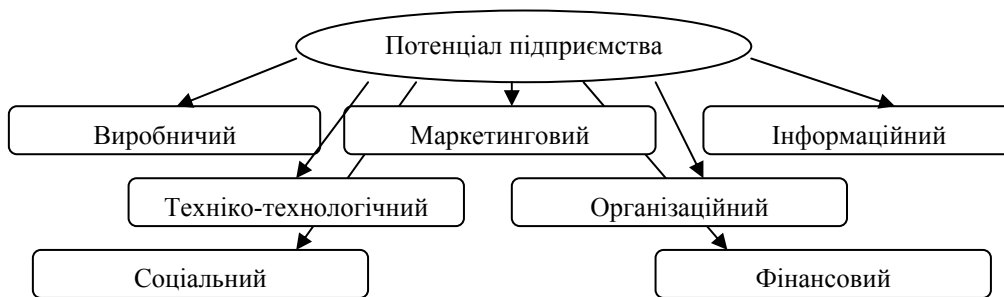 Потенціал підприємства
Виробничий
Маркетинговий
Інформаційний
Техніко-технологічний
Організаційний
Соціальний
Фінансовий